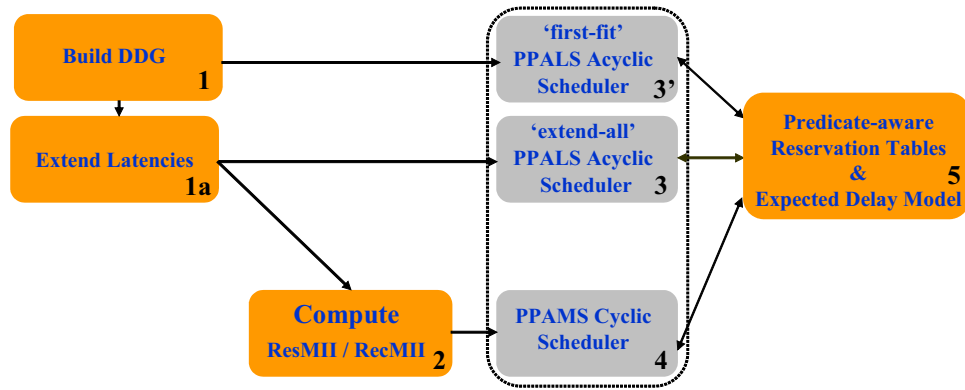 Build DDG
1
Extend Latencies
1a
Compute
ResMII / RecMII
2
‘first-fit’
PPALS Acyclic
Scheduler
3’
‘extend-all’
PPALS Acyclic
Scheduler
3
PPAMS Cyclic
Scheduler
4
Predicate-aware
Reservation Tables
&
Expected Delay Model
5